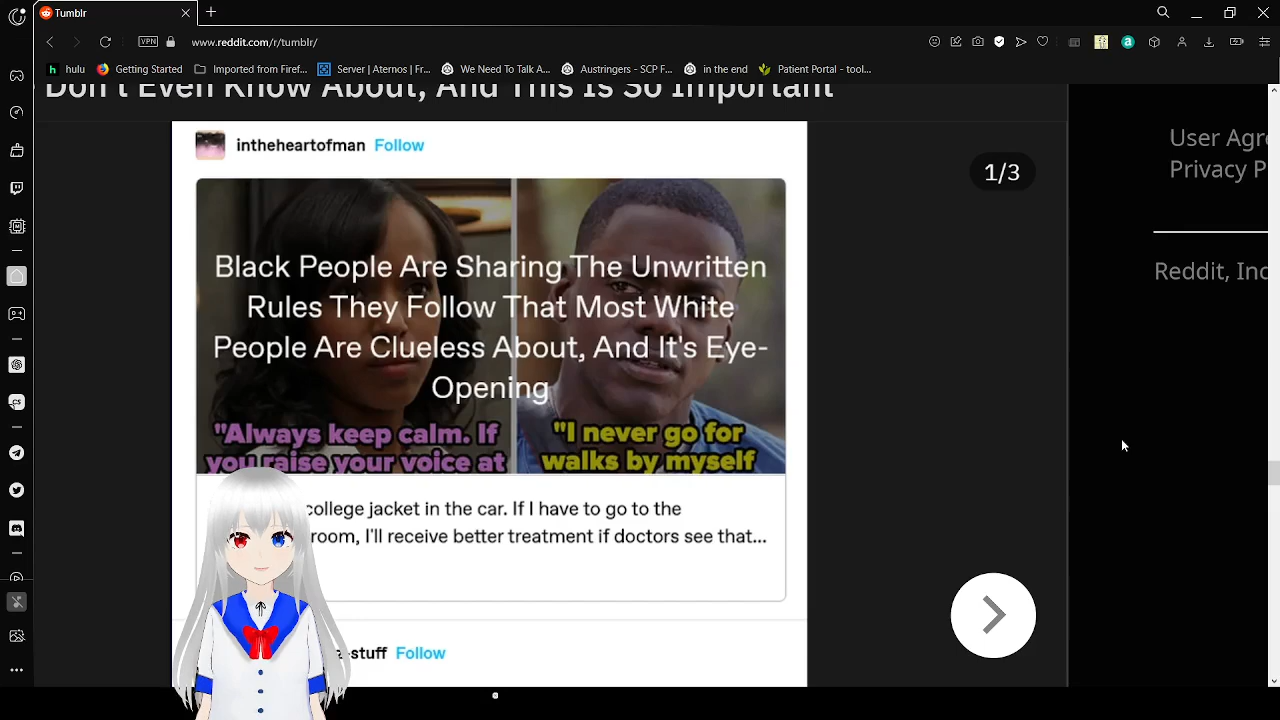 Tumblr
VPN
www.reddit.com/r/tumblr/
hulu
Getting Started
Imported from Firef...
Server | Aternos | Fr...
We Need To Talk A...
Austringers - SCP F...
in the end
Patient Portal - tool...
Don't Even Know About, And This Is So Important
intheheartofman Follow
1/3
Black People Are Sharing The Unwritten
Rules They Follow That Most White
People Are Clueless About, And It's Eye-
Opening
"Always keep calm. If
you raise your voice at
"I never go for
walks by myself
college jacket in the car. If I have to go to the
room, I'll receive better treatment if doctors see that...
-stuff Follow
User Agre
Privacy P
Reddit, Inc